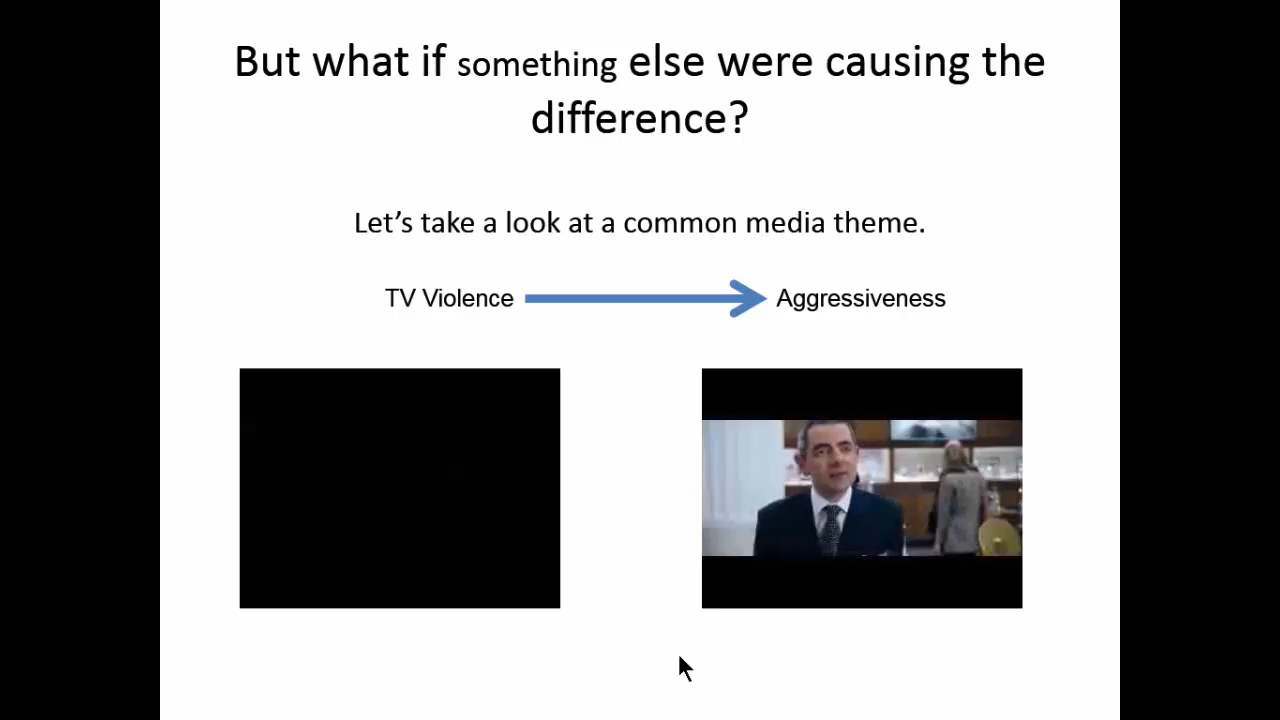 But what if something else were causing the
difference?
Let’s take a look at a common media theme.
TV Violence
Aggressiveness